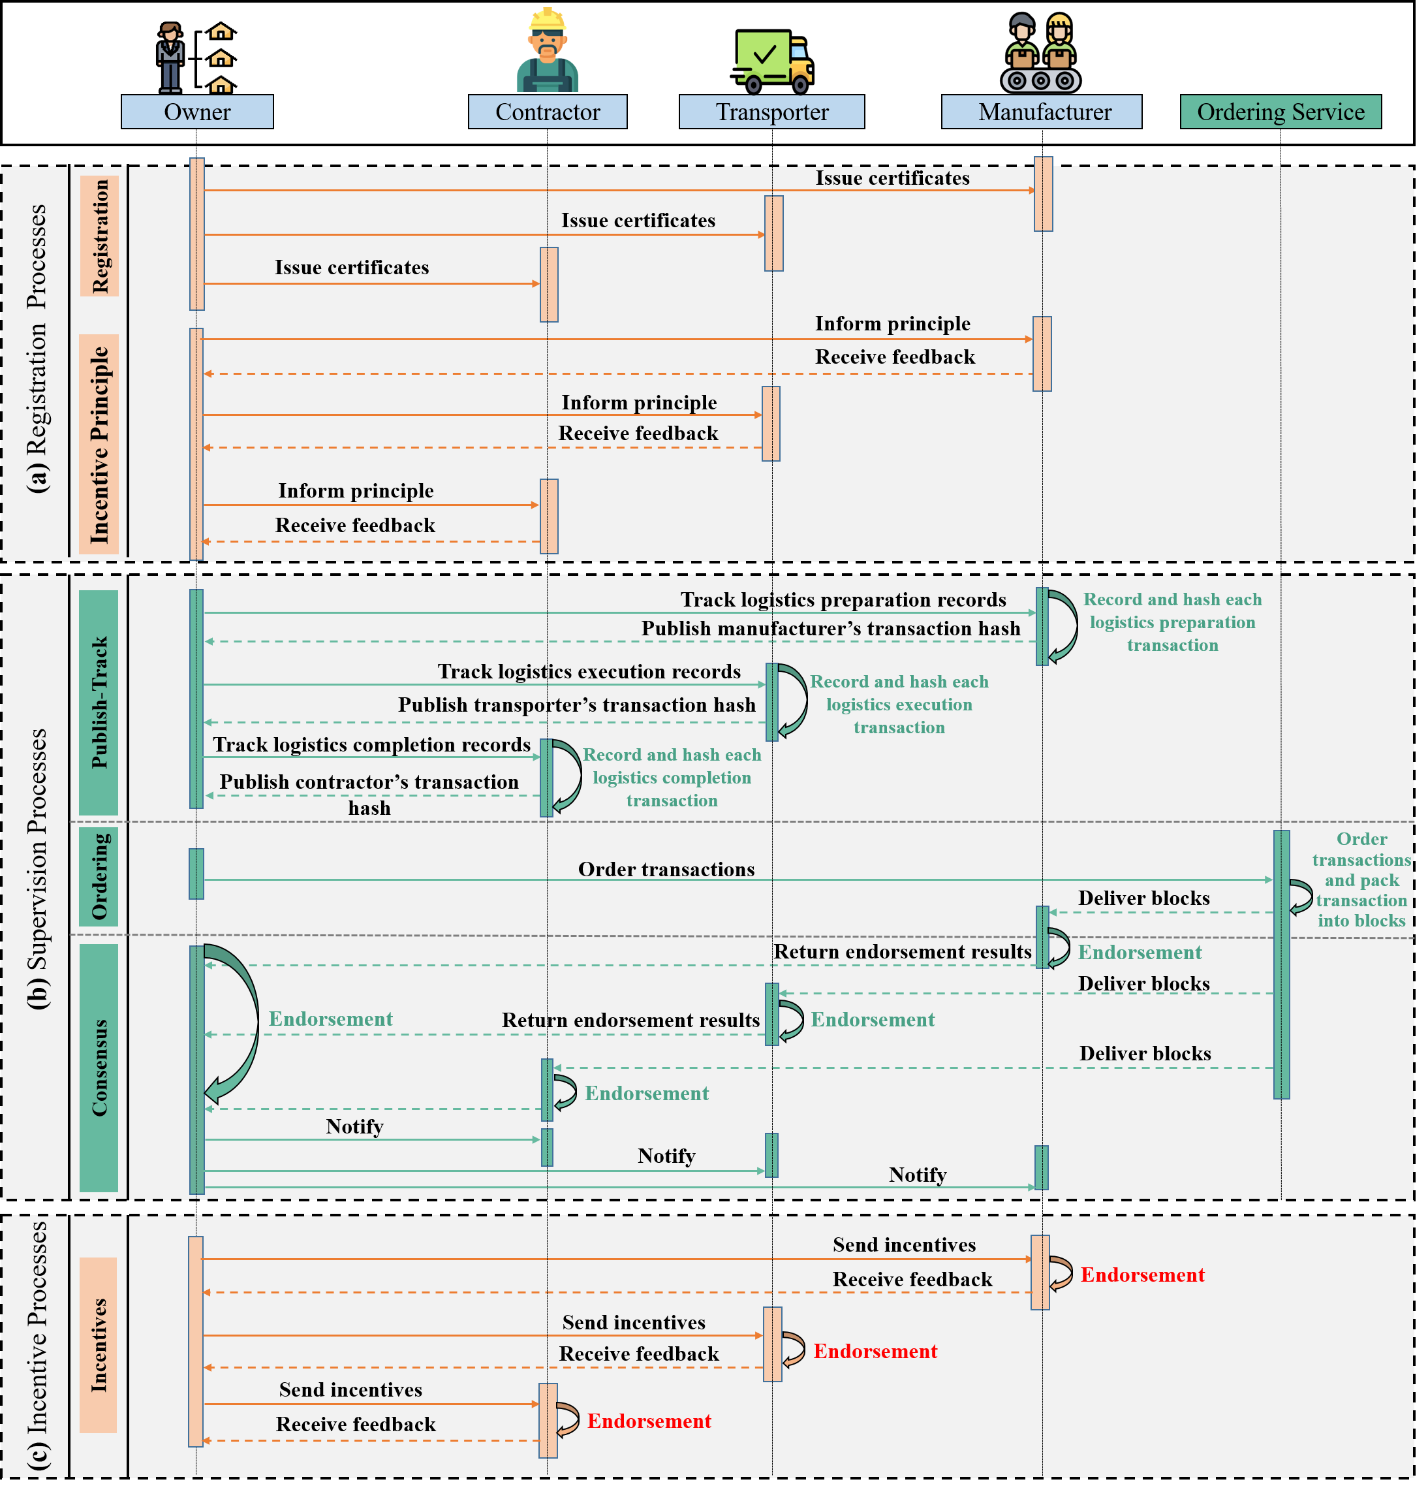 Owner
Contractor
Transporter
Manufacturer
Ordering Service
(a) Registration Processes
Registration
Issue certificates
Issue certificates
Issue certificates
Incentive Principle
Inform principle
Receive feedback
Inform principle
Receive feedback
Inform principle
Receive feedback
(b) Supervision Processes
Publish-Track
Track logistics preparation records
Publish manufacturer's transaction hash
Record and hash each
logistics preparation
transaction
Track logistics execution records
Publish transporter's transaction hash
Record and hash each
logistics execution
transaction
Track logistics completion records
Publish contractor's transaction
hash
Record and hash each
logistics completion
transaction
Ordering
Order transactions
Order
transactions
and pack
transaction
into blocks
Deliver blocks
Consensus
Return endorsement results
Endorsement
Deliver blocks
Endorsement
Return endorsement results
Endorsement
Deliver blocks
Endorsement
Notify
Notify
Notify
(c) Incentive Processes
Incentives
Send incentives
Receive feedback
Endorsement
Send incentives
Receive feedback
Endorsement
Send incentives
Receive feedback
Endorsement